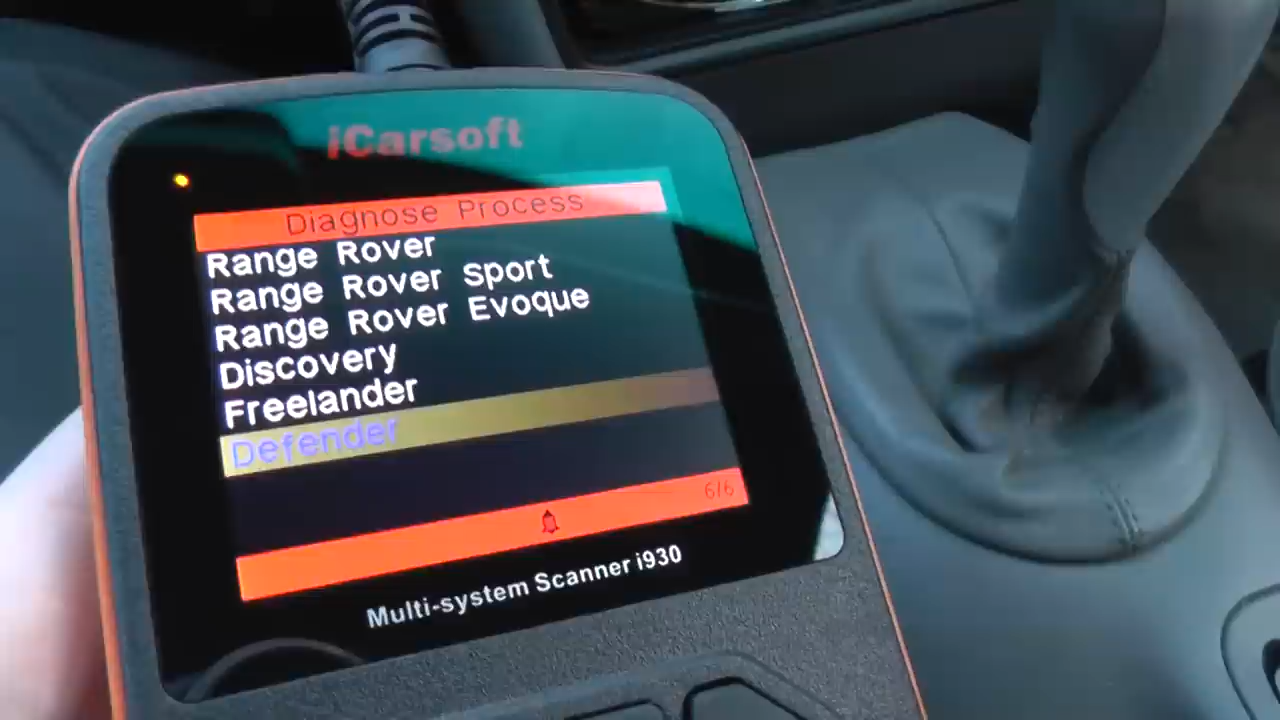 iCarsoft
Diagnose Process
Range Rover
Range Rover Sport
Range Rover Evoque
Discovery
Freelander
Defender
6/6
Multi-system Scanner i930